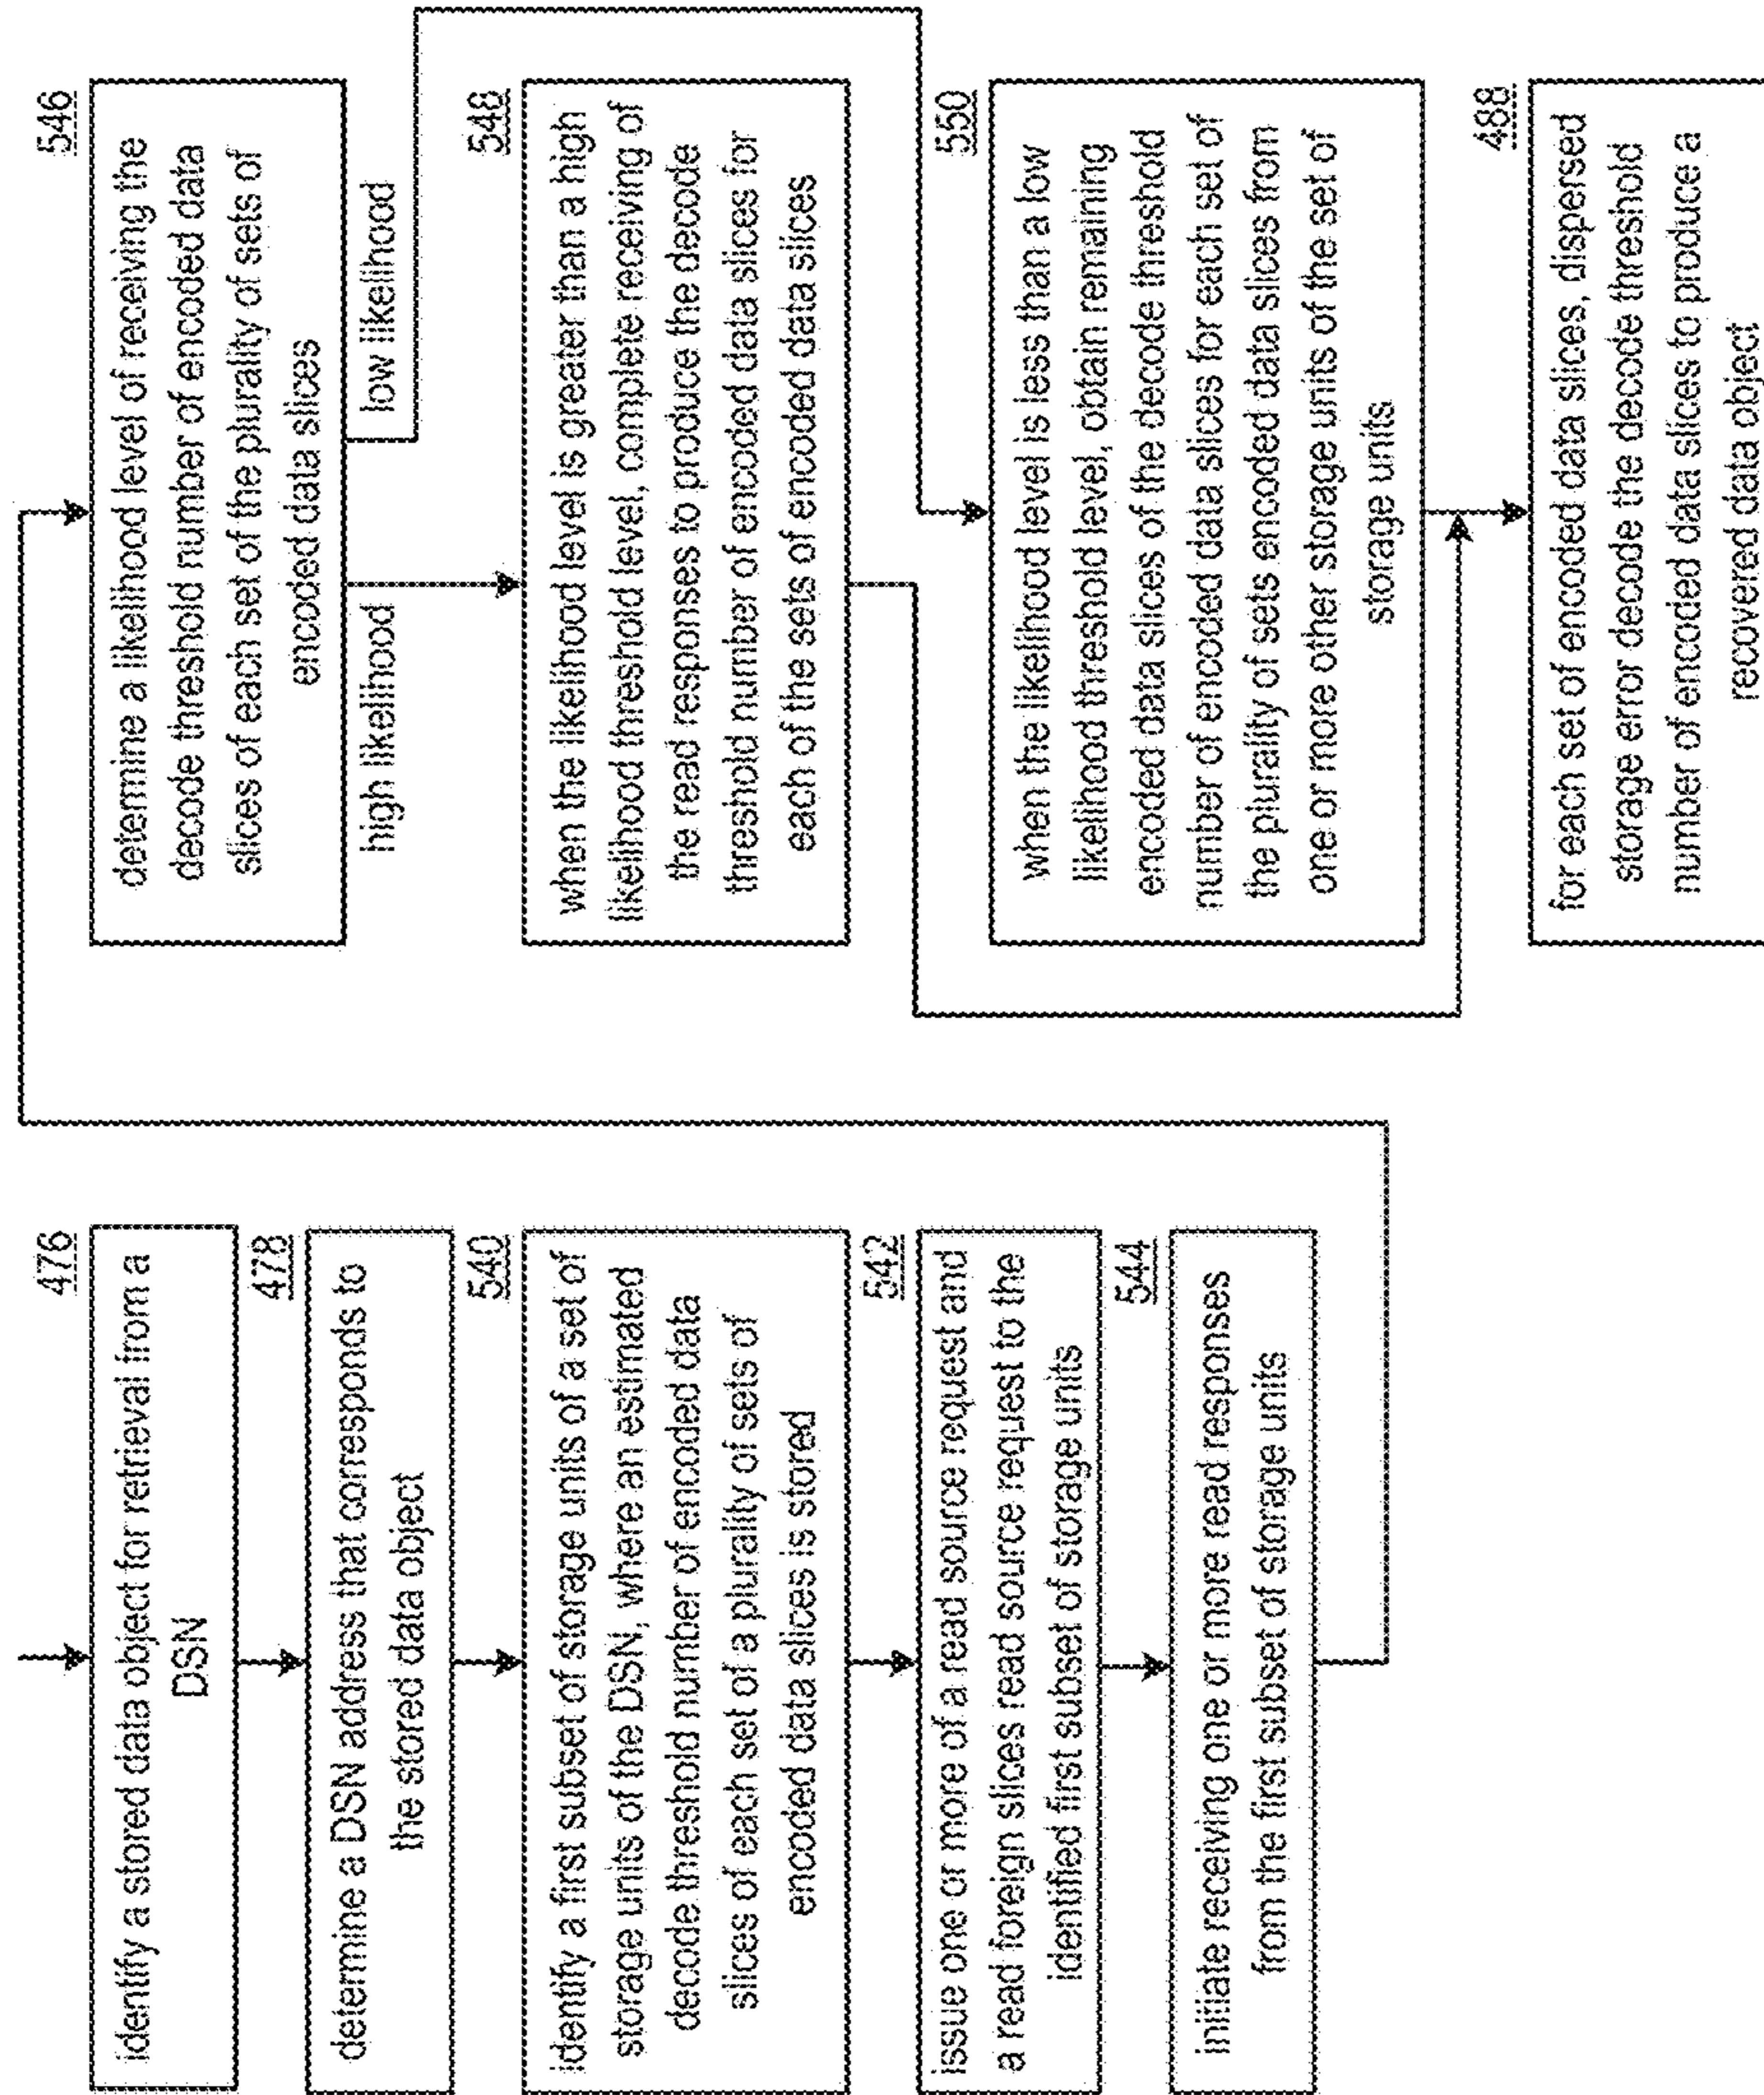 476
identify a stored data object for retrieval from a
DSN
478
determine a DSN address that corresponds to
the stored data object
540
identify a first subset of storage units of a set of
storage units of the DSN, where an estimated
decode threshold number of encoded data
slices of each set of a plurality of sets of
encoded data slices is stored
542
issue one or more of a read source request and
a read foreign slices read source request to the
identified first subset of storage units
544
initiate receiving one or more read responses
from the first subset of storage units
546
determine a likelihood level of receiving the
decode threshold number of encoded data
slices of each set of the plurality of sets of
encoded data slices
high likelihood
low likelihood
548
when the likelihood level is greater than a high
likelihood threshold level, complete receiving of
the read responses to produce the decode
threshold number of encoded data slices for
each of the sets of encoded data slices
550
when the likelihood level is less than a low
likelihood threshold level, obtain remaining
encoded data slices of the decode threshold
number of encoded data slices for each set of
the plurality of sets encoded data slices from
one or more other storage units of the set of
storage units
488
for each set of encoded data slices, dispersed
storage error decode the decode threshold
number of encoded data slices to produce a
recovered data object